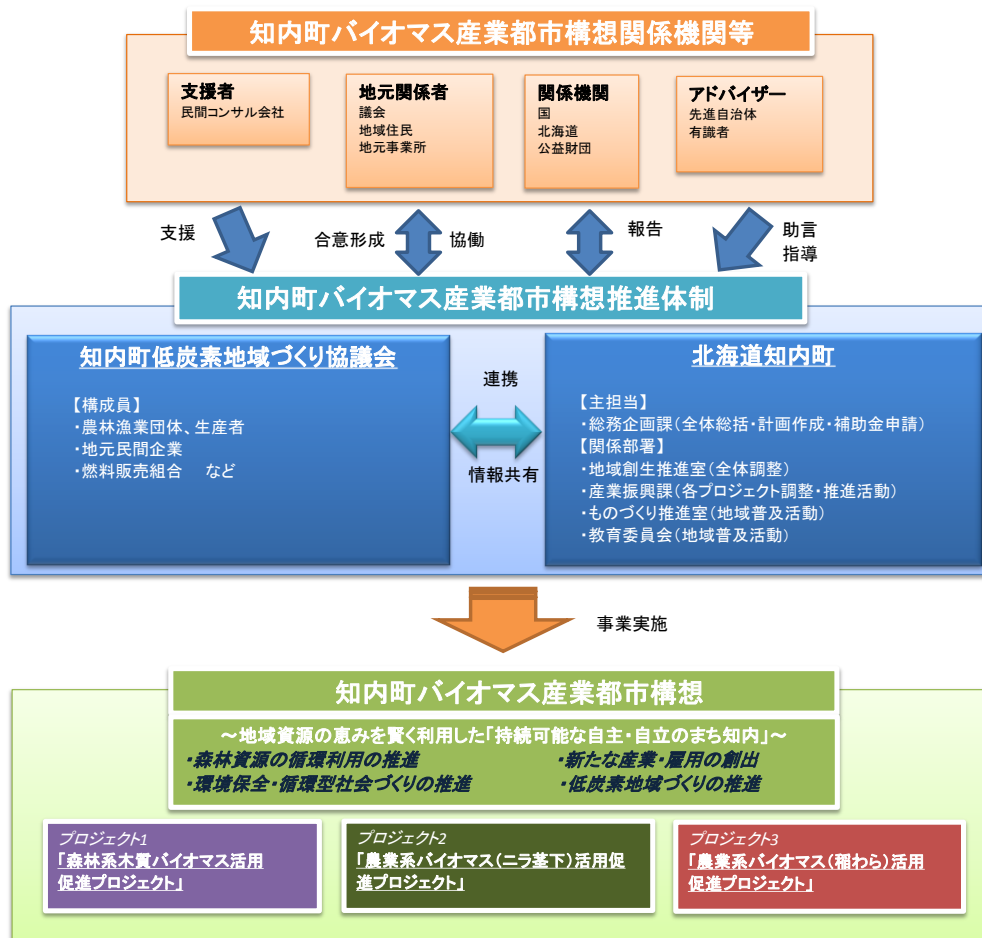 知内町バイオマス産業都市構想関係機関等
支援者
民間コンサル会社
地元関係者
議会
地域住民
地元事業所
関係機関
国
北海道
公益財団
アドバイザー
先進自治体
有識者
支援
合意形成
協働
報告
助言
指導
知内町バイオマス産業都市構想推進体制
知内町低炭素地域づくり協議会
【構成員】
・農林漁業団体、生産者
・地元民間企業
・燃料販売組合 など
連携
情報共有
北海道知内町
【主担当】
・総務企画課(全体総括・計画作成・補助金申請)
【関係部署】
・地域創生推進室(全体調整)
・産業振興課(各プロジェクト調整・推進活動)
・ものづくり推進室(地域普及活動)
・教育委員会(地域普及活動)
事業実施
知内町バイオマス産業都市構想
～地域資源の恵みを賢く利用した「持続可能な自主・自立のまち知内」～
・森林資源の循環利用の推進 ・新たな産業・雇用の創出
・環境保全・循環型社会づくりの推進 ・低炭素地域づくりの推進
プロジェクト1
「森林系木質バイオマス活用
促進プロジェクト」
プロジェクト2
「農業系バイオマス(ニラ茎下)活用促
進プロジェクト」
プロジェクト3
「農業系バイオマス(稲わら)活用
促進プロジェクト」